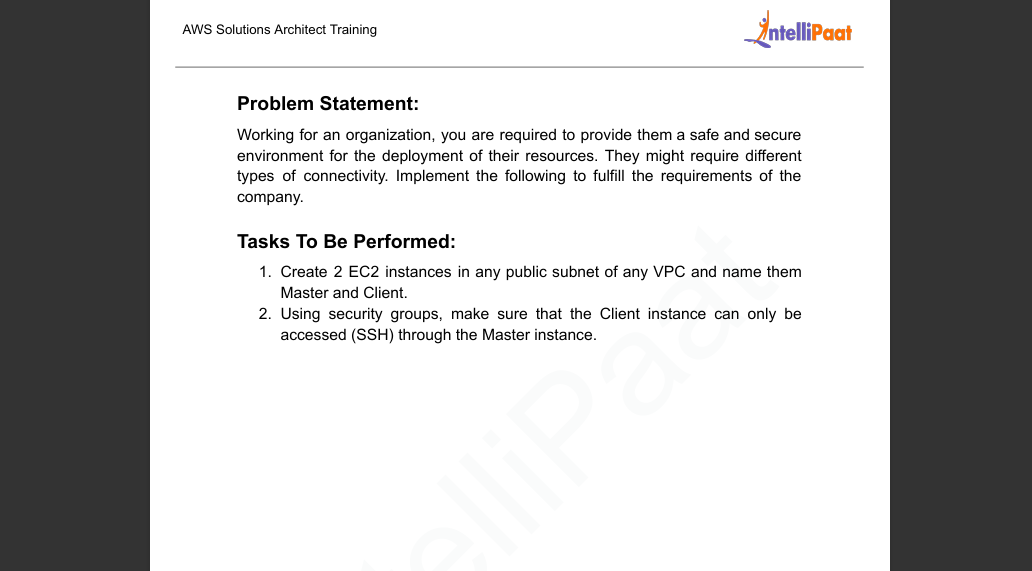 AWS Solutions Architect Training
IntelliPaat
Problem Statement:
Working for an organization, you are required to provide them a safe and secure
environment for the deployment of their resources. They might require different
types of connectivity. Implement the following to fulfill the requirements of the
company.
Tasks To Be Performed:
1. Create 2 EC2 instances in any public subnet of any VPC and name them
Master and Client.
2. Using security groups, make sure that the Client instance can only be
accessed (SSH) through the Master instance.
elliPaat